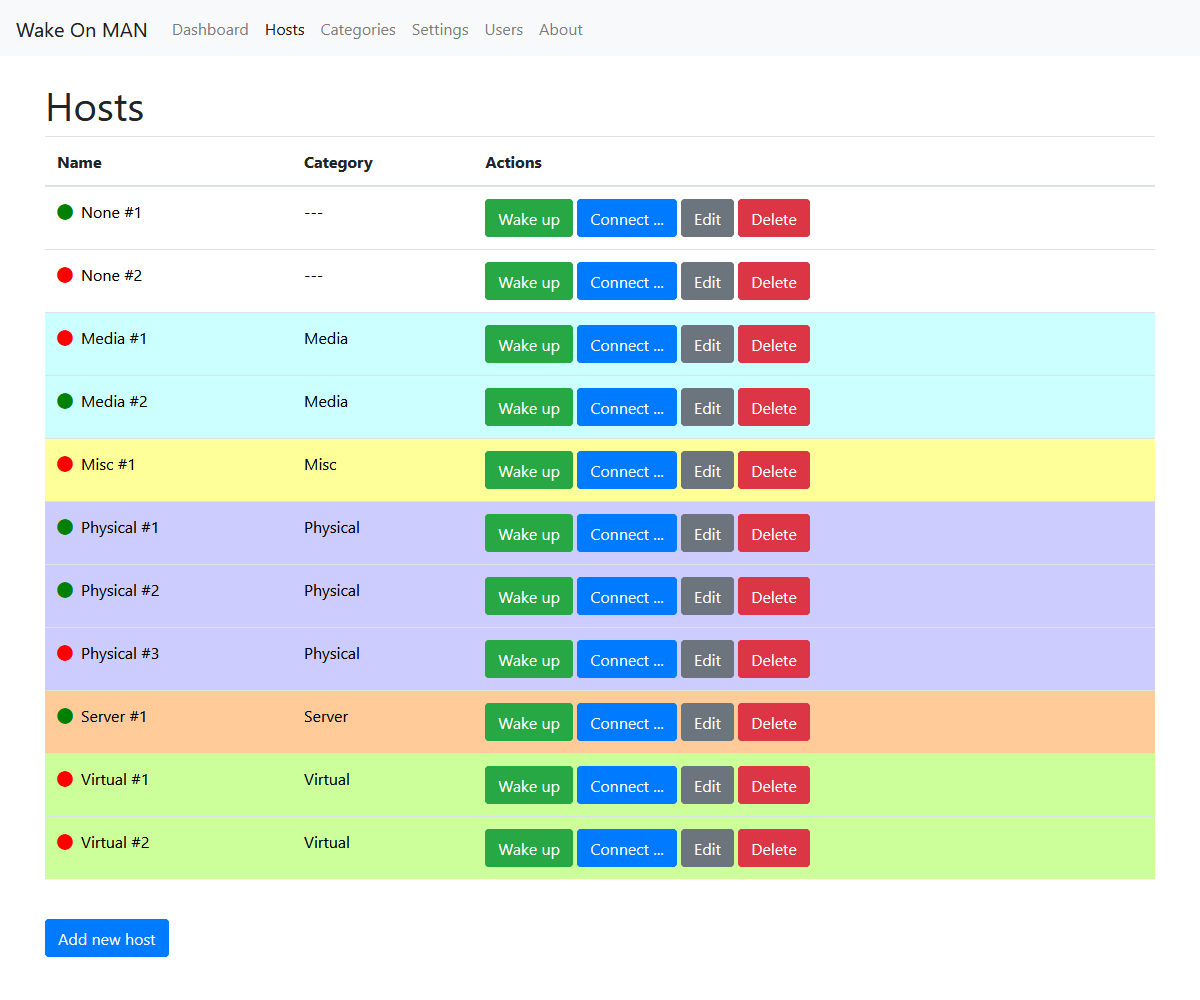 Wake On MAN Dashboard Hosts Categories Settings Users About
Hosts
Name Category Actions
None #1 --- Wake up Connect ... Edit Delete
None #2 --- Wake up Connect ... Edit Delete
Media #1 Media Wake up Connect ... Edit Delete
Media #2 Media Wake up Connect ... Edit Delete
Misc #1 Misc Wake up Connect ... Edit Delete
Physical #1 Physical Wake up Connect ... Edit Delete
Physical #2 Physical Wake up Connect ... Edit Delete
Physical #3 Physical Wake up Connect ... Edit Delete
Server #1 Server Wake up Connect ... Edit Delete
Virtual #1 Virtual Wake up Connect ... Edit Delete
Virtual #2 Virtual Wake up Connect ... Edit Delete
Add new host